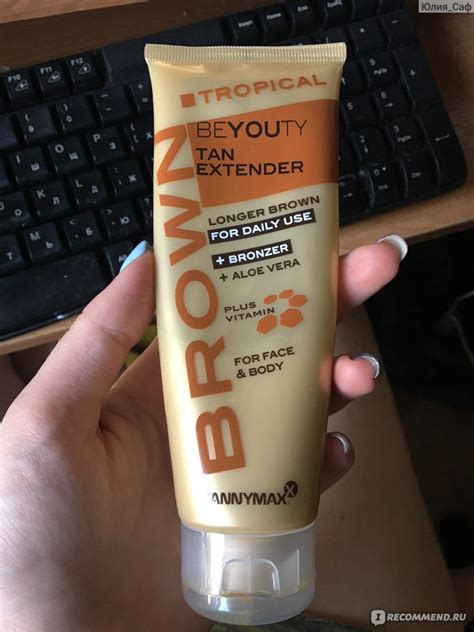 Юлия_Саф
TROPICAL
BROWN
BEYOUTY
TAN
EXTENDER
LONGER BROWN
FOR DAILY USE
+ BRONZER
+ ALOE VERA
PLUS
VITAMIN
FOR FACE
& BODY
TANNYMAXX
I RECOMMEND.RU